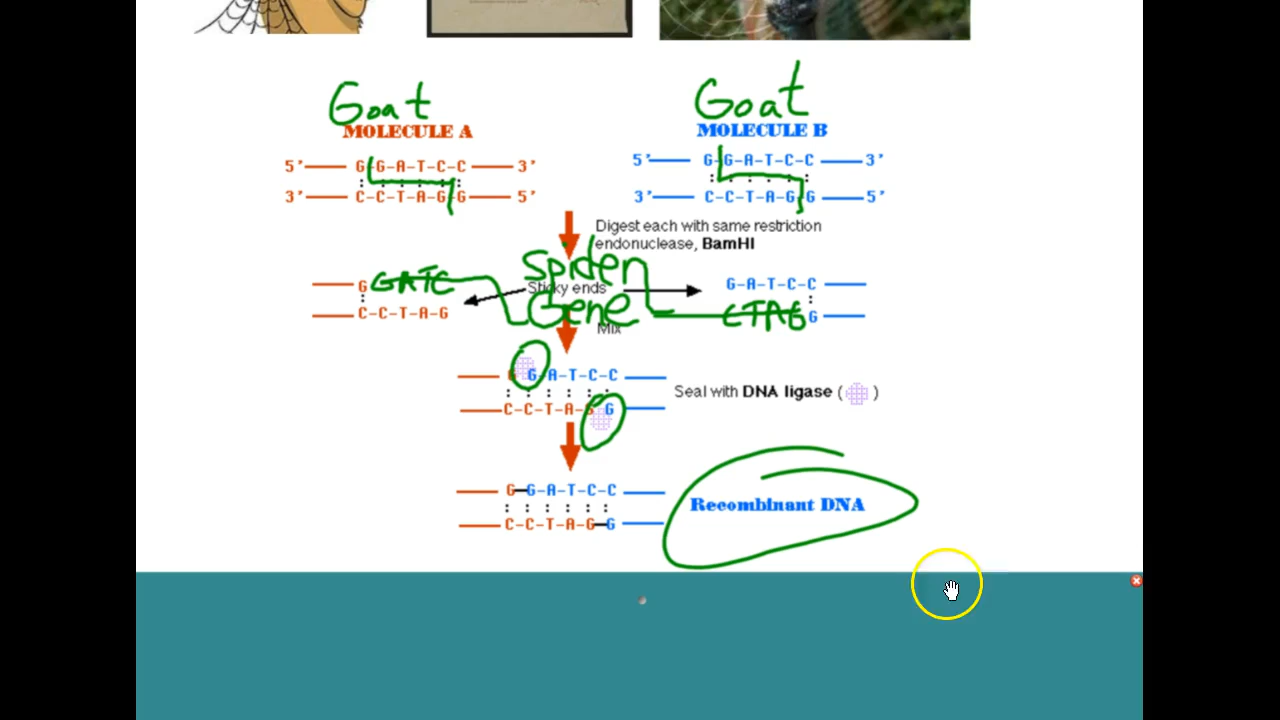 Goat Goat
MOLECULE A MOLECULE B
5’ G-G-A-T-C-C 3’ 5’ G-G-A-T-C-C 3’
3’ C-C-T-A-G-G 5’ 3’ C-C-T-A-G-G 5’
Digest each with same restriction
endonuclease, BamHI
Spider
G GATC Sticky ends G-A-T-C-C
C-C-T-A-G Gene CTAG G
Mix
G G-A-T-C-C Seal with DNA ligase ( )
C-C-T-A-G G
G-G-A-T-C-C Recombinant DNA
C-C-T-A-G-G